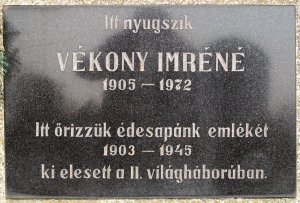 Itt nyugszik
VÉKONY IMRÉNÉ
1905 — 1972
Itt őrizzük édesapánk emlékét
1903 — 1945
ki elesett a II. világháborúban.